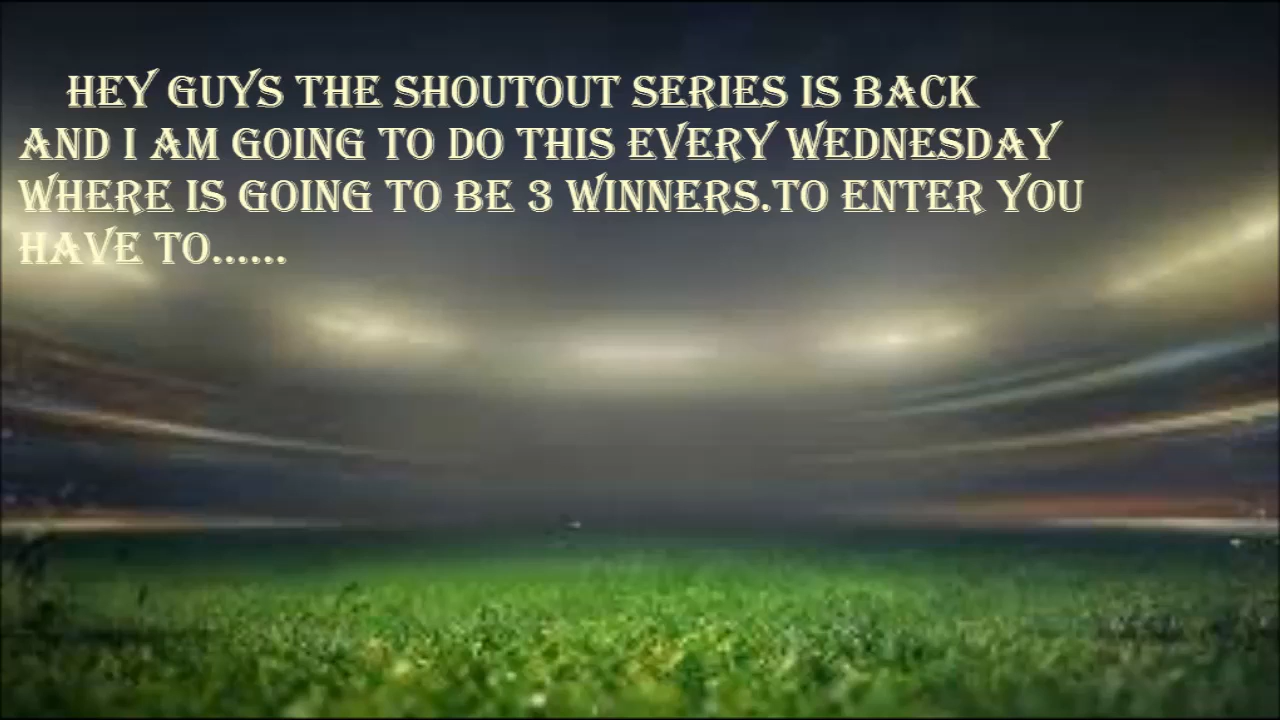 HEY GUYS THE SHOUTOUT SERIES IS BACK
AND I AM GOING TO DO THIS EVERY WEDNESDAY
WHERE IS GOING TO BE 3 WINNERS.TO ENTER YOU
HAVE TO......